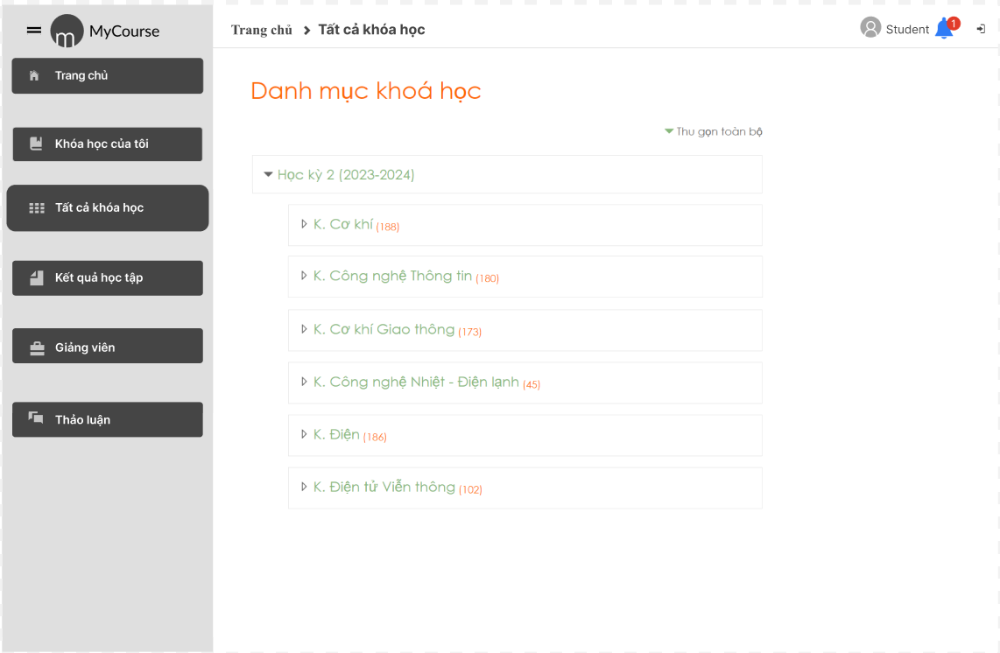 MyCourse
Trang chủ > Tất cả khóa học
Student
1
Trang chủ
Khóa học của tôi
Tất cả khóa học
Kết quả học tập
Giảng viên
Thảo luận
Danh mục khoá học
Thu gọn toàn bộ
Học kỳ 2 (2023-2024)
K. Cơ khí (188)
K. Công nghệ Thông tin (180)
K. Cơ khí Giao thông (173)
K. Công nghệ Nhiệt - Điện lạnh (45)
K. Điện (186)
K. Điện tử Viễn thông (102)